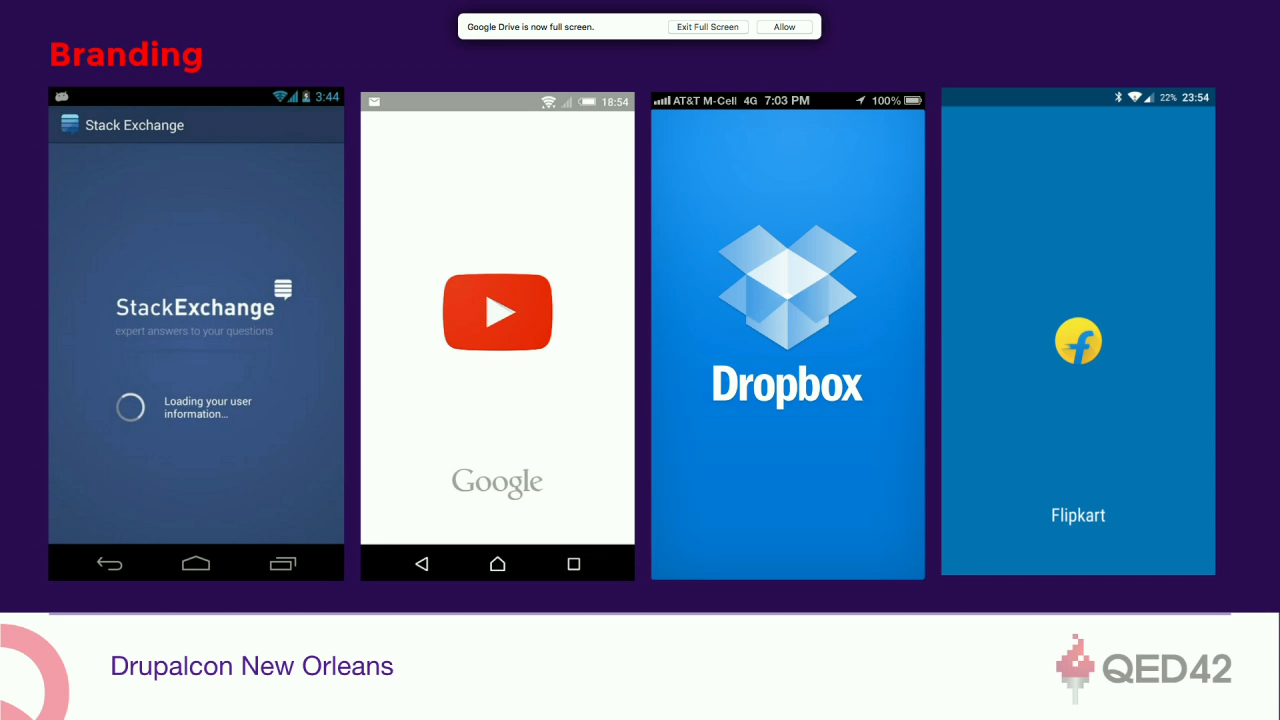 Google Drive is now full screen.
Exit Full Screen
Allow
Branding
3:44
Stack Exchange
StackExchange
expert answers to your questions
Loading your user
information...
18:54
Google
AT&T M-Cell 4G 7:03 PM 100%
Dropbox
22% 23:54
f
Flipkart
Drupalcon New Orleans
QED42